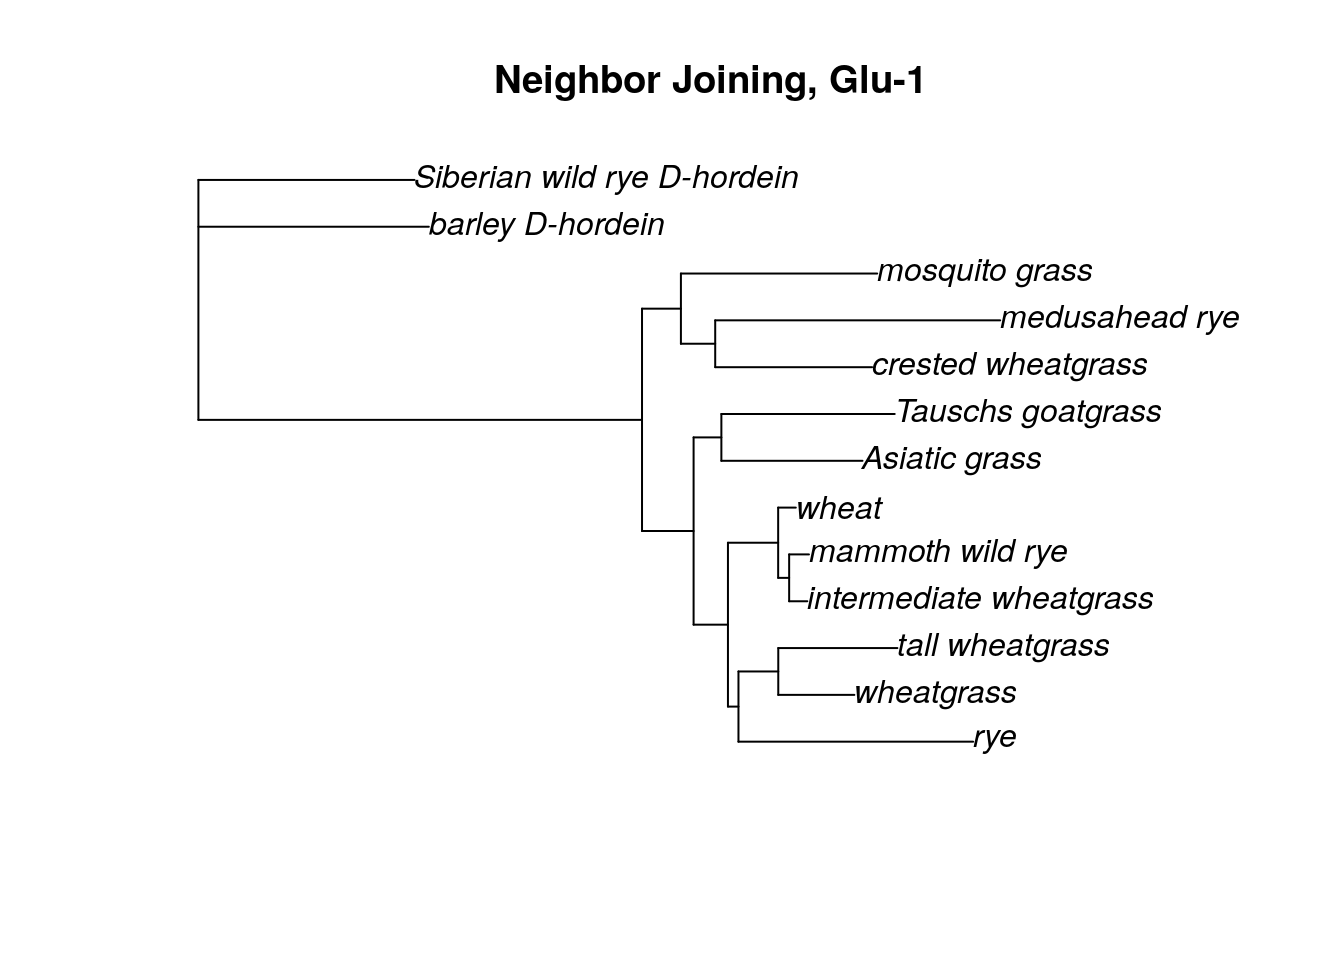 Neighbor Joining, Glu-1
Siberian wild rye D-hordein
barley D-hordein
mosquito grass
medusahead rye
crested wheatgrass
Tauschs goatgrass
Asiatic grass
wheat
mammoth wild rye
intermediate wheatgrass
tall wheatgrass
wheatgrass
rye